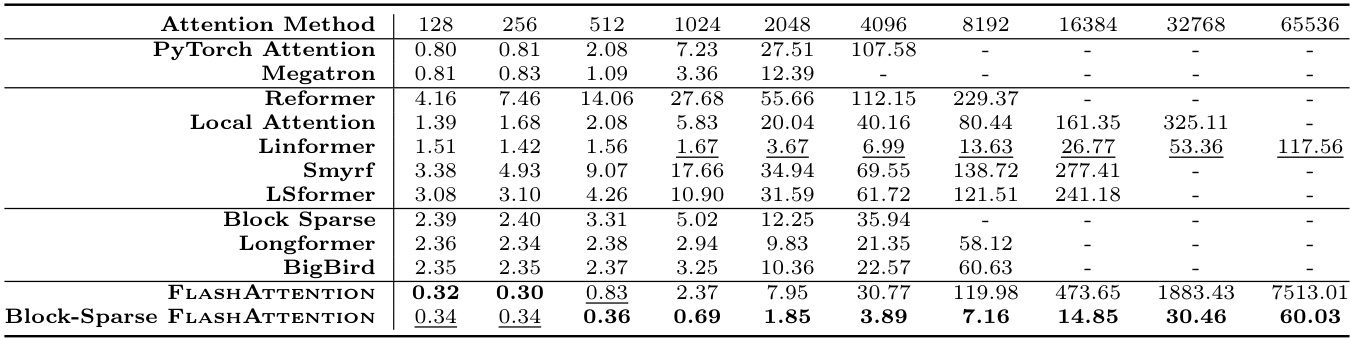 Attention Method 128 256 512 1024 2048 4096 8192 16384 32768 65536
PyTorch Attention 0.80 0.81 2.08 7.23 27.51 107.58 - - - -
Megatron 0.81 0.83 1.09 3.36 12.39 - - - - -
Reformer 4.16 7.46 14.06 27.68 55.66 112.15 229.37 - - -
Local Attention 1.39 1.68 2.08 5.83 20.04 40.16 80.44 161.35 325.11 -
Linformer 1.51 1.42 1.56 1.67 3.67 6.99 13.63 26.77 53.36 117.56
Smyrf 3.38 4.93 9.07 17.66 34.94 69.55 138.72 277.41 - -
LSformer 3.08 3.10 4.26 10.90 31.59 61.72 121.51 241.18 - -
Block Sparse 2.39 2.40 3.31 5.02 12.25 35.94 - - - -
Longformer 2.36 2.34 2.38 2.94 9.83 21.35 58.12 - - -
BigBird 2.35 2.35 2.37 3.25 10.36 22.57 60.63 - - -
FlashAttention 0.32 0.30 0.83 2.37 7.95 30.77 119.98 473.65 1883.43 7513.01
Block-Sparse FlashAttention 0.34 0.34 0.36 0.69 1.85 3.89 7.16 14.85 30.46 60.03